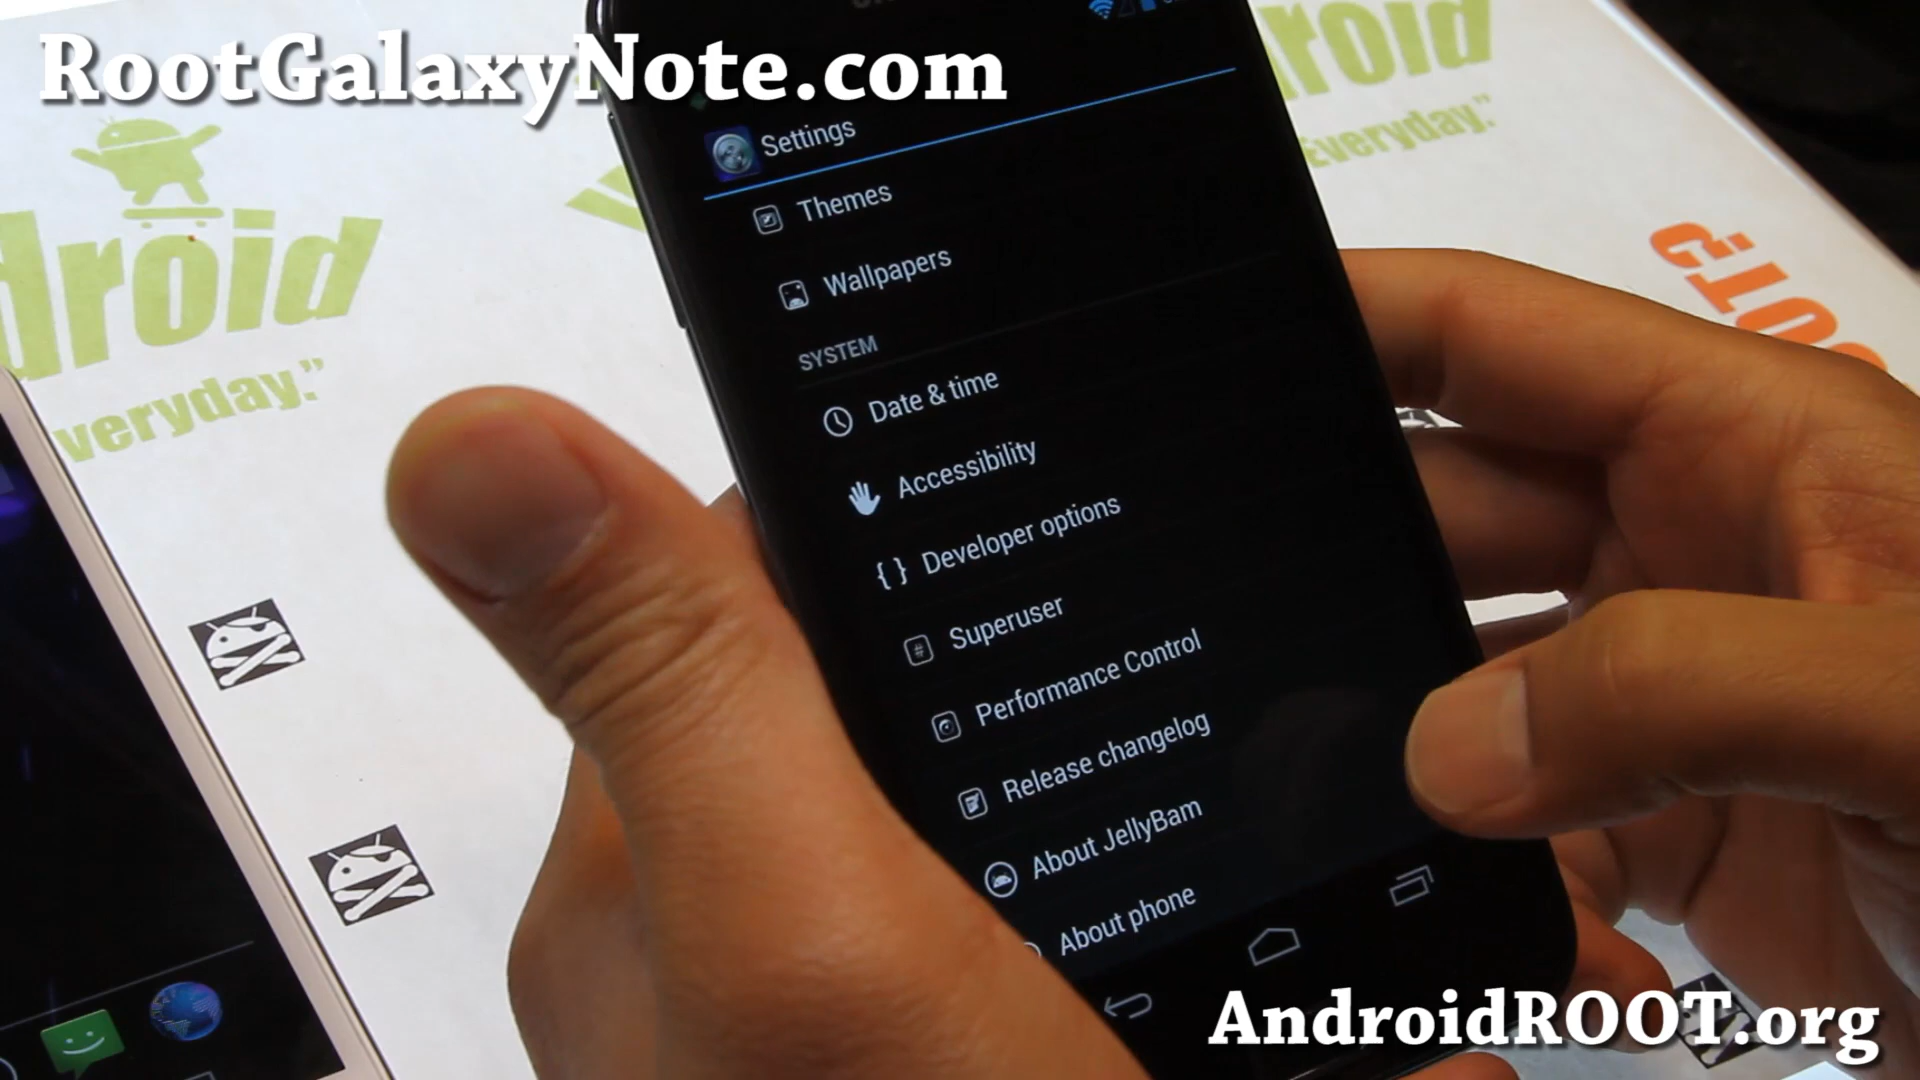 RootGalaxyNote.com
Settings
Themes
Wallpapers
SYSTEM
Date & time
Accessibility
{ } Developer options
# Superuser
Performance Control
Release changelog
About JellyBam
About phone
droid
veryday.”
roid
Everyday.”
AndroidROOT.org